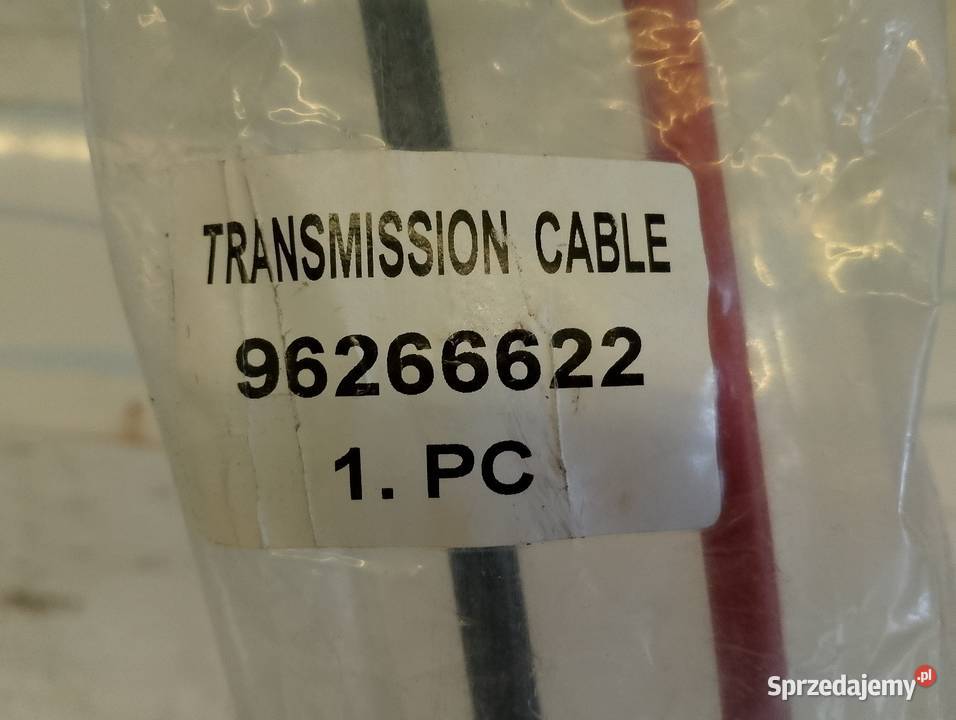 TRANSMISSION CABLE
96266622
1. PC
Sprzedajemy.pl